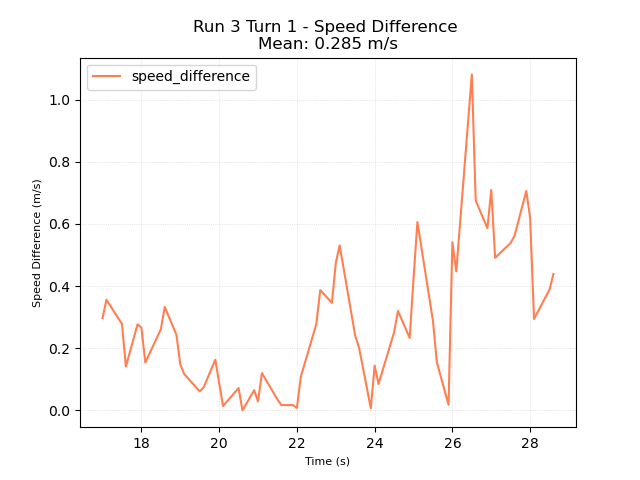 Run 3 Turn 1 - Speed Difference
Mean: 0.285 m/s
speed_difference
1.0
0.8
0.6
0.4
0.2
0.0
Speed Difference (m/s)
18 20 22 24 26 28
Time (s)